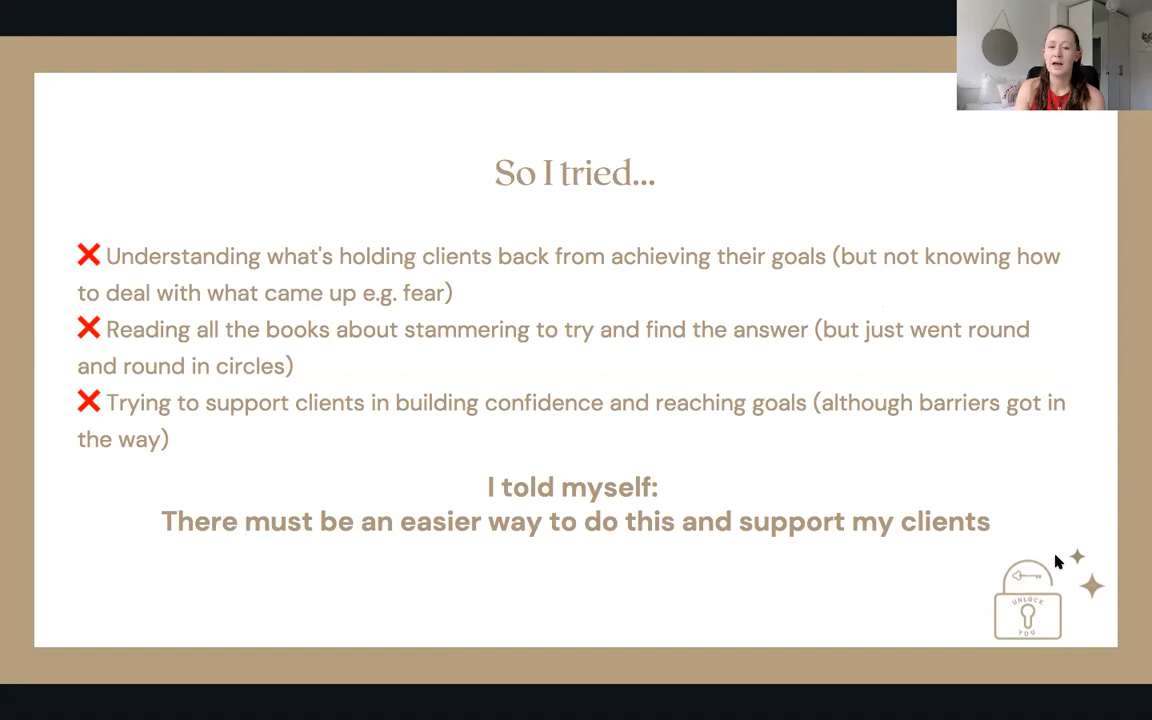 So I tried...
❌ Understanding what's holding clients back from achieving their goals (but not knowing how
to deal with what came up e.g. fear)
❌ Reading all the books about stammering to try and find the answer (but just went round
and round in circles)
❌ Trying to support clients in building confidence and reaching goals (although barriers got in
the way)
I told myself:
There must be an easier way to do this and support my clients
UNLOCK
YOU